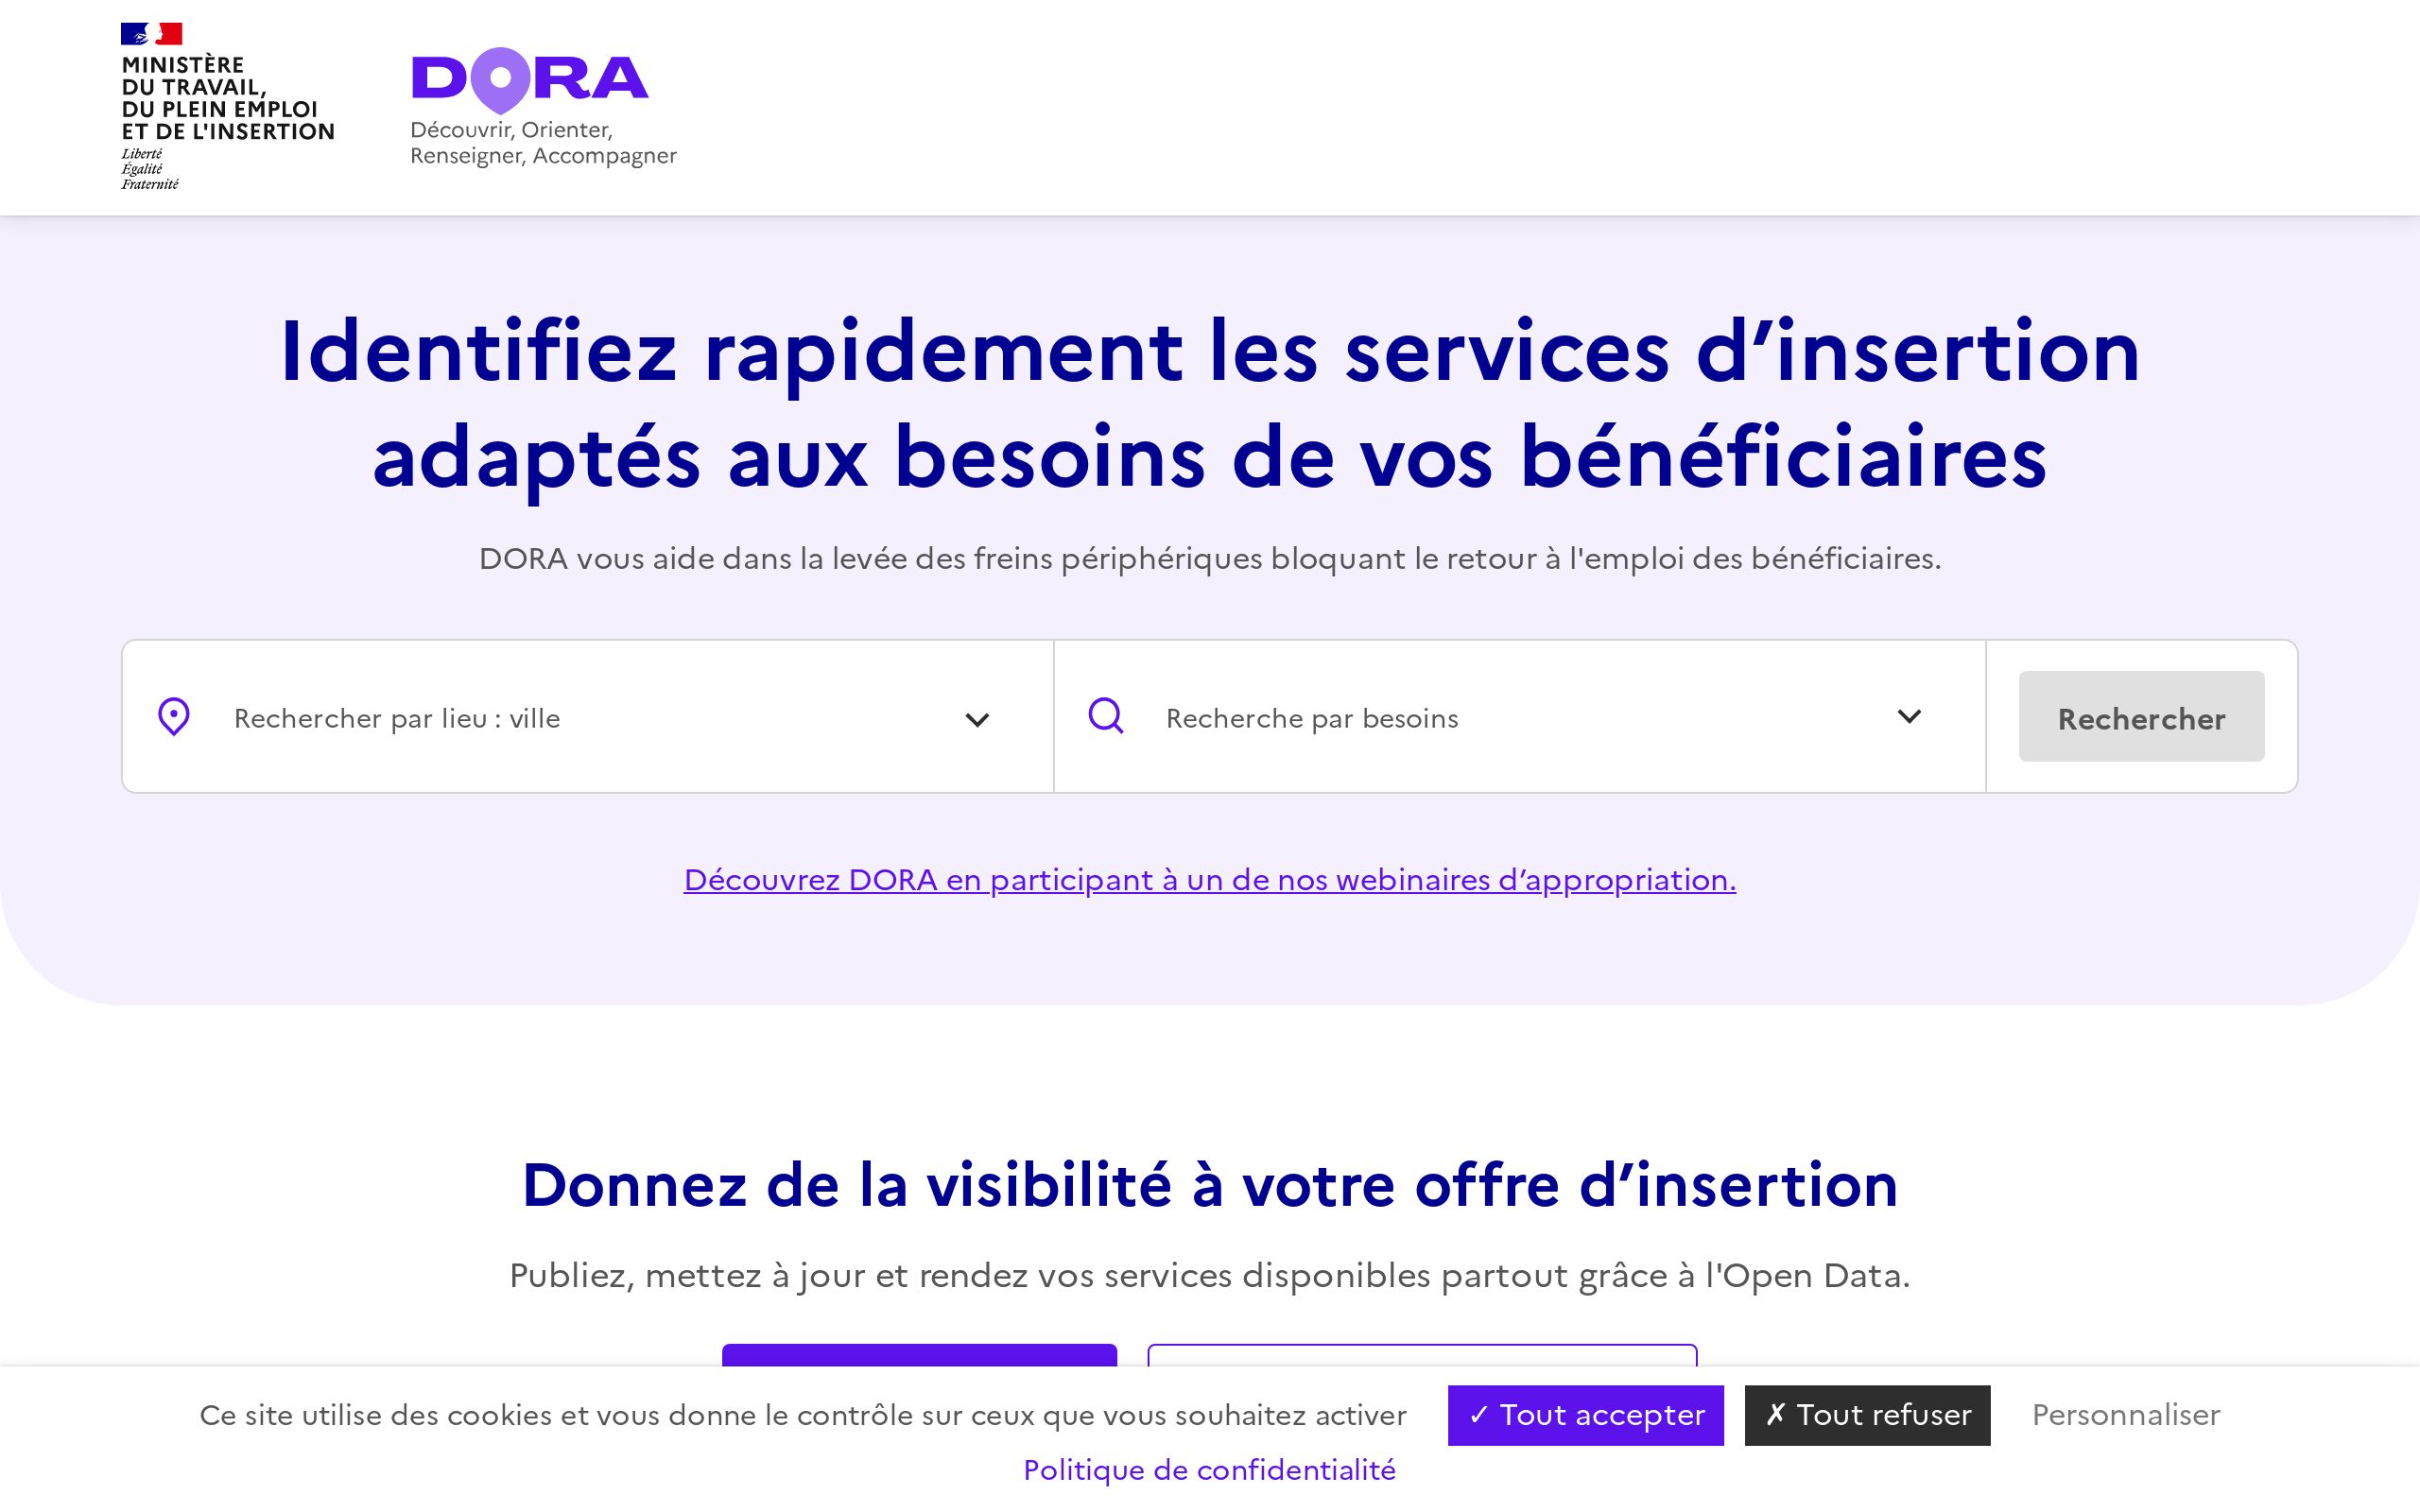 MINISTÈRE
DU TRAVAIL,
DU PLEIN EMPLOI
ET DE L'INSERTION
Liberté
Égalité
Fraternité
DORA
Découvrir, Orienter,
Renseigner, Accompagner
Identifiez rapidement les services d’insertion
adaptés aux besoins de vos bénéficiaires
DORA vous aide dans la levée des freins périphériques bloquant le retour à l'emploi des bénéficiaires.
Rechercher par lieu : ville
Recherche par besoins
Rechercher
Découvrez DORA en participant à un de nos webinaires d’appropriation.
Donnez de la visibilité à votre offre d’insertion
Publiez, mettez à jour et rendez vos services disponibles partout grâce à l'Open Data.
Ce site utilise des cookies et vous donne le contrôle sur ceux que vous souhaitez activer
✓ Tout accepter
✗ Tout refuser
Personnaliser
Politique de confidentialité